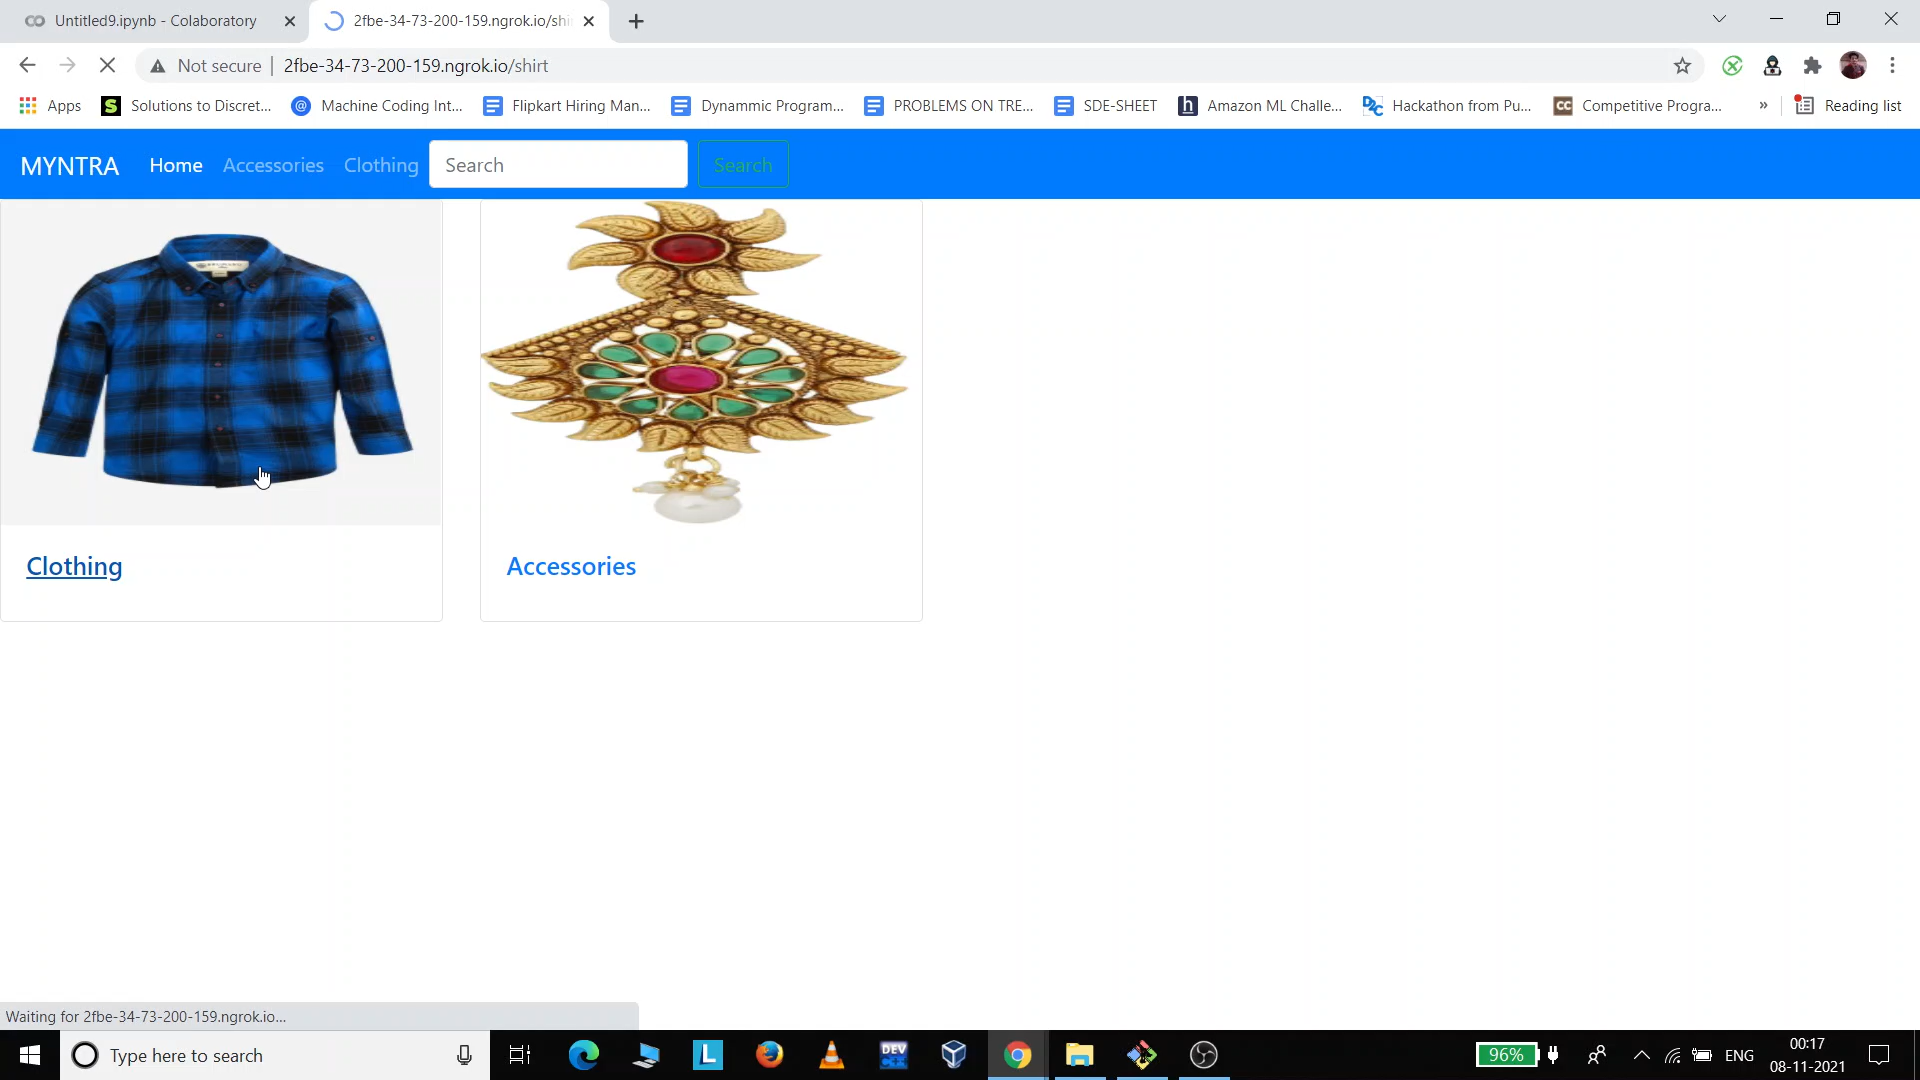 Untitled9.ipynb - Colaboratory
2fbe-34-73-200-159.ngrok.io/shi
Not secure
2fbe-34-73-200-159.ngrok.io/shirt
Apps
Solutions to Discret...
Machine Coding Int...
Flipkart Hiring Man...
Dynammic Program...
PROBLEMS ON TRE...
SDE-SHEET
Amazon ML Challe...
Hackathon from Pu...
Competitive Progra...
»
Reading list
MYNTRA
Home
Accessories
Clothing
Search
Search
Clothing
Accessories
Waiting for 2fbe-34-73-200-159.ngrok.io...
Type here to search
96%
ENG
00:17
08-11-2021